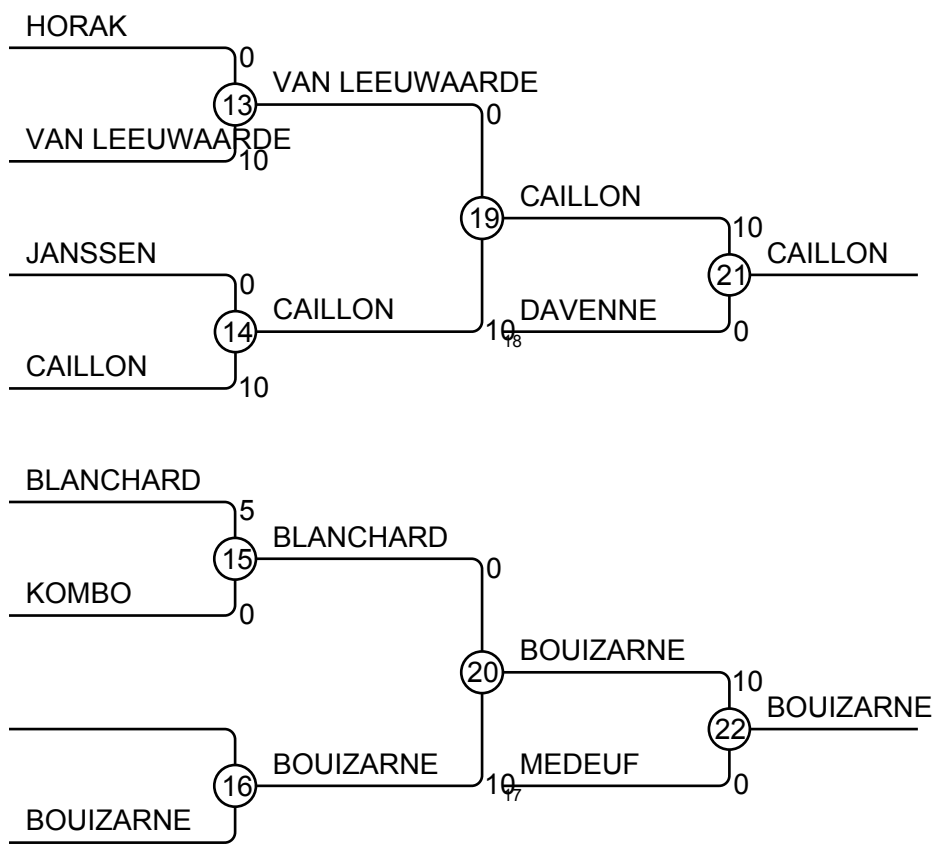 HORAK
0
13
VAN LEEUWAARDE
VAN LEEUWAARDE
10
0
19
CAILLON
JANSSEN
0
14
CAILLON
CAILLON
10
10
18
DAVENNE
10
21
CAILLON
0
BLANCHARD
5
15
BLANCHARD
KOMBO
0
0
20
BOUIZARNE
16
BOUIZARNE
BOUIZARNE
10
17
MEDEUF
10
22
BOUIZARNE
0